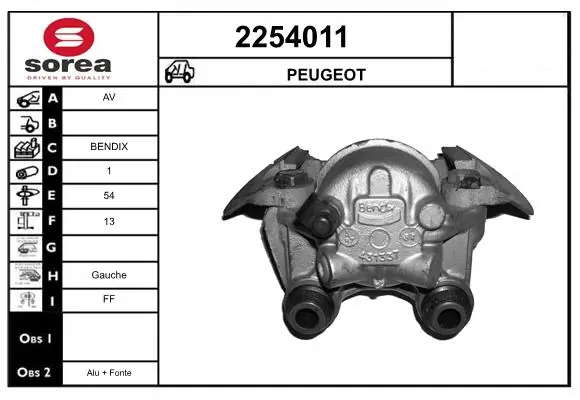 sorea
DRIVEN BY QUALITY
2254011
PEUGEOT
A AV
B
C BENDIX
D 1
E 54
F 13
G
H Gauche
I FF
OBS 1
OBS 2 Alu + Fonte
Bendix